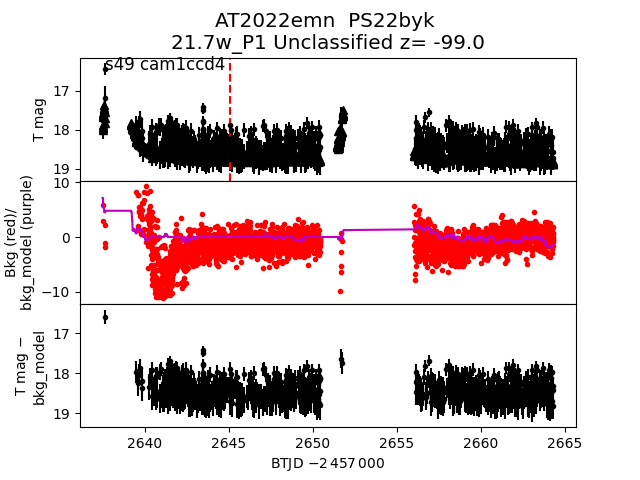 AT2022emn  PS22byk
21.7w_P1 Unclassified z= -99.0
s49 cam1ccd4
17
18
19
T mag
10
0
−10
Bkg (red)/
bkg_model (purple)
17
18
19
T mag −
bkg_model
2640
2645
2650
2655
2660
2665
BTJD −2 457 000